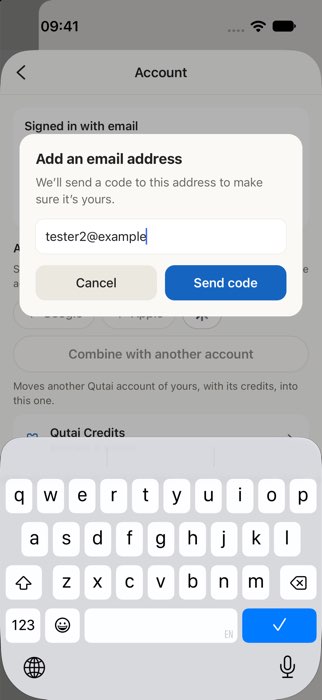 09:41
Account
Signed in with email
Add an email address
We’ll send a code to this address to make
sure it’s yours.
tester2@example
Cancel
Send code
Combine with another account
Moves another Qutai account of yours, with its credits, into
this one.
Qutai Credits
q w e r t y u i o p
a s d f g h j k l
z x c v b n m
123
EN